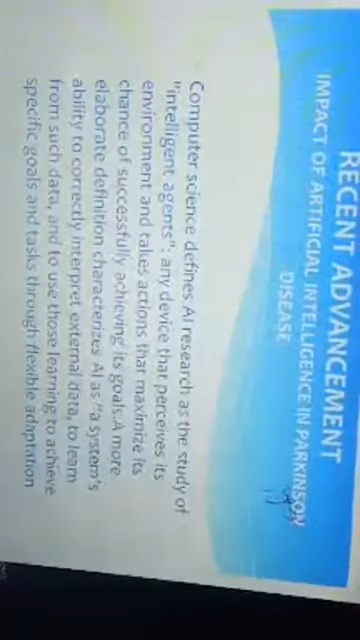 RECENT ADVANCEMENT
IMPACT OF ARTIFICIAL INTELLIGENCE IN PARKINSON
DISEASE
Computer science defines AI research as the study of
"intelligent agents": any device that perceives its
environment and takes actions that maximize its
chance of successfully achieving its goals.A more
elaborate definition characterizes AI as "a system's
ability to correctly interpret external data, to learn
from such data, and to use those learning to achieve
specific goals and tasks through flexible adaptation